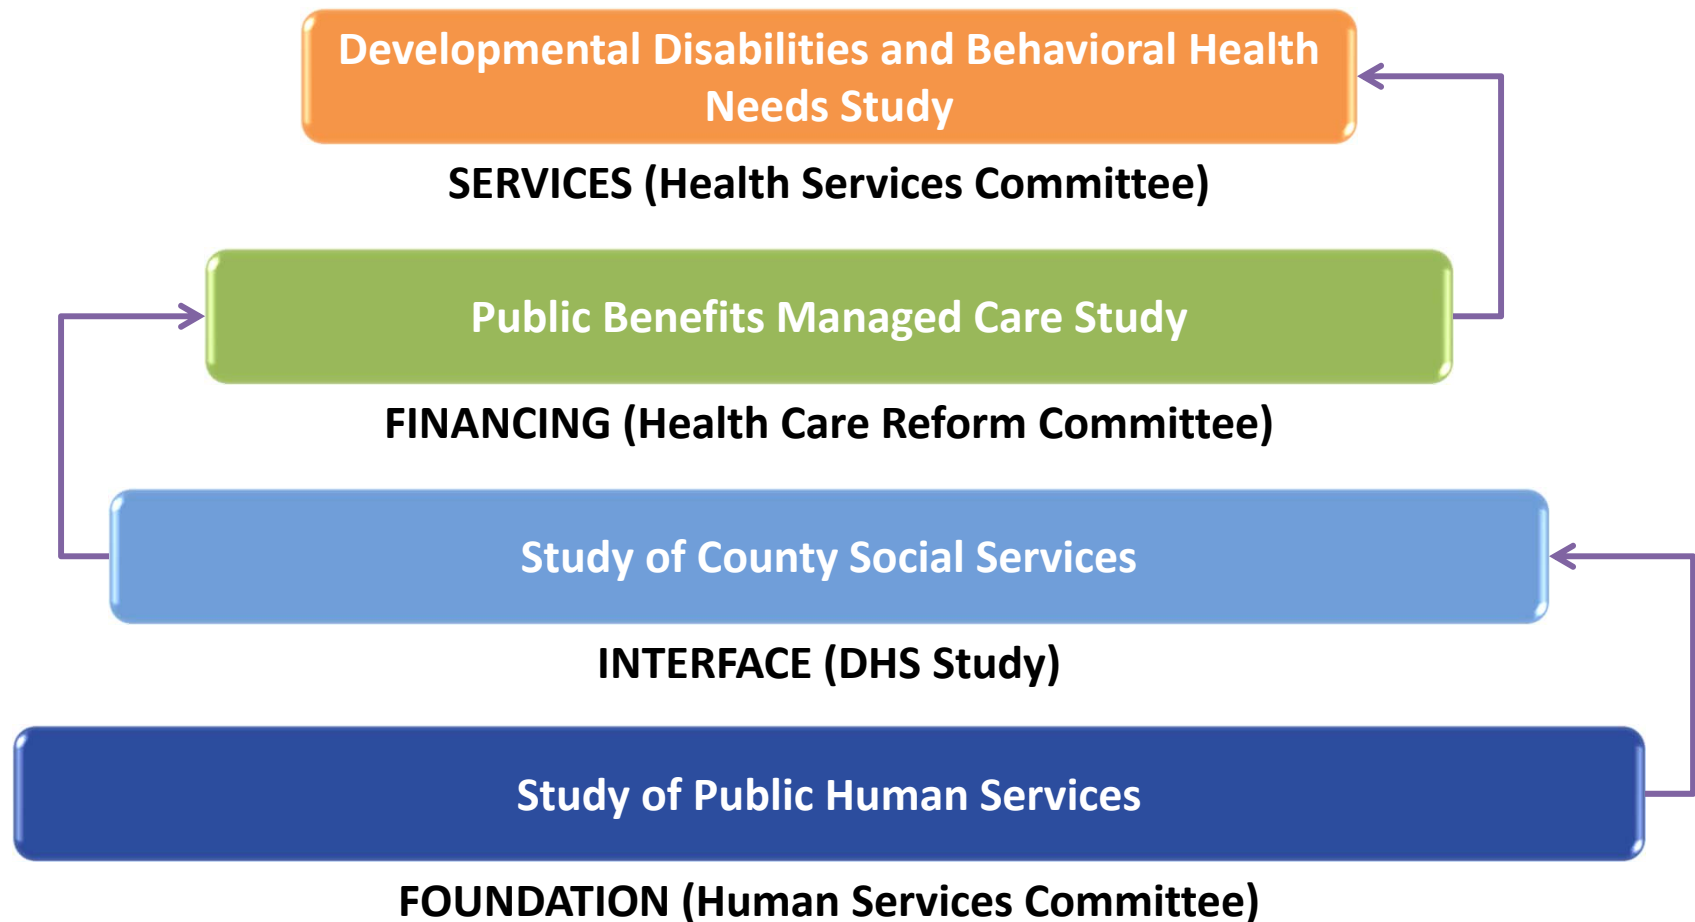 Developmental Disabilities and Behavioral Health
Needs Study
SERVICES (Health Services Committee)
Public Benefits Managed Care Study
FINANCING (Health Care Reform Committee)
Study of County Social Services
INTERFACE (DHS Study)
Study of Public Human Services
FOUNDATION (Human Services Committee)